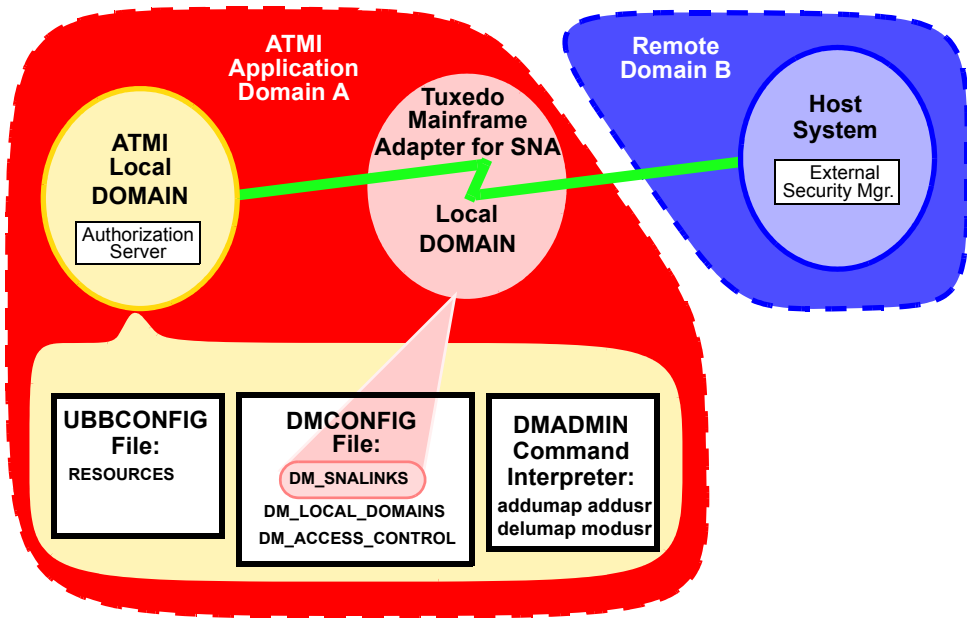 ATMI
Application
Domain A
Remote
Domain B
ATMI
Local
DOMAIN
Authorization
Server
Tuxedo
Mainframe
Adapter for SNA
Local
DOMAIN
Host
System
External
Security Mgr.
UBBCONFIG
File:
RESOURCES
DMCONFIG
File:
DM_SNALINKS
DM_LOCAL_DOMAINS
DM_ACCESS_CONTROL
DMADMIN
Command
Interpreter:
addumap addusr
delumap modusr